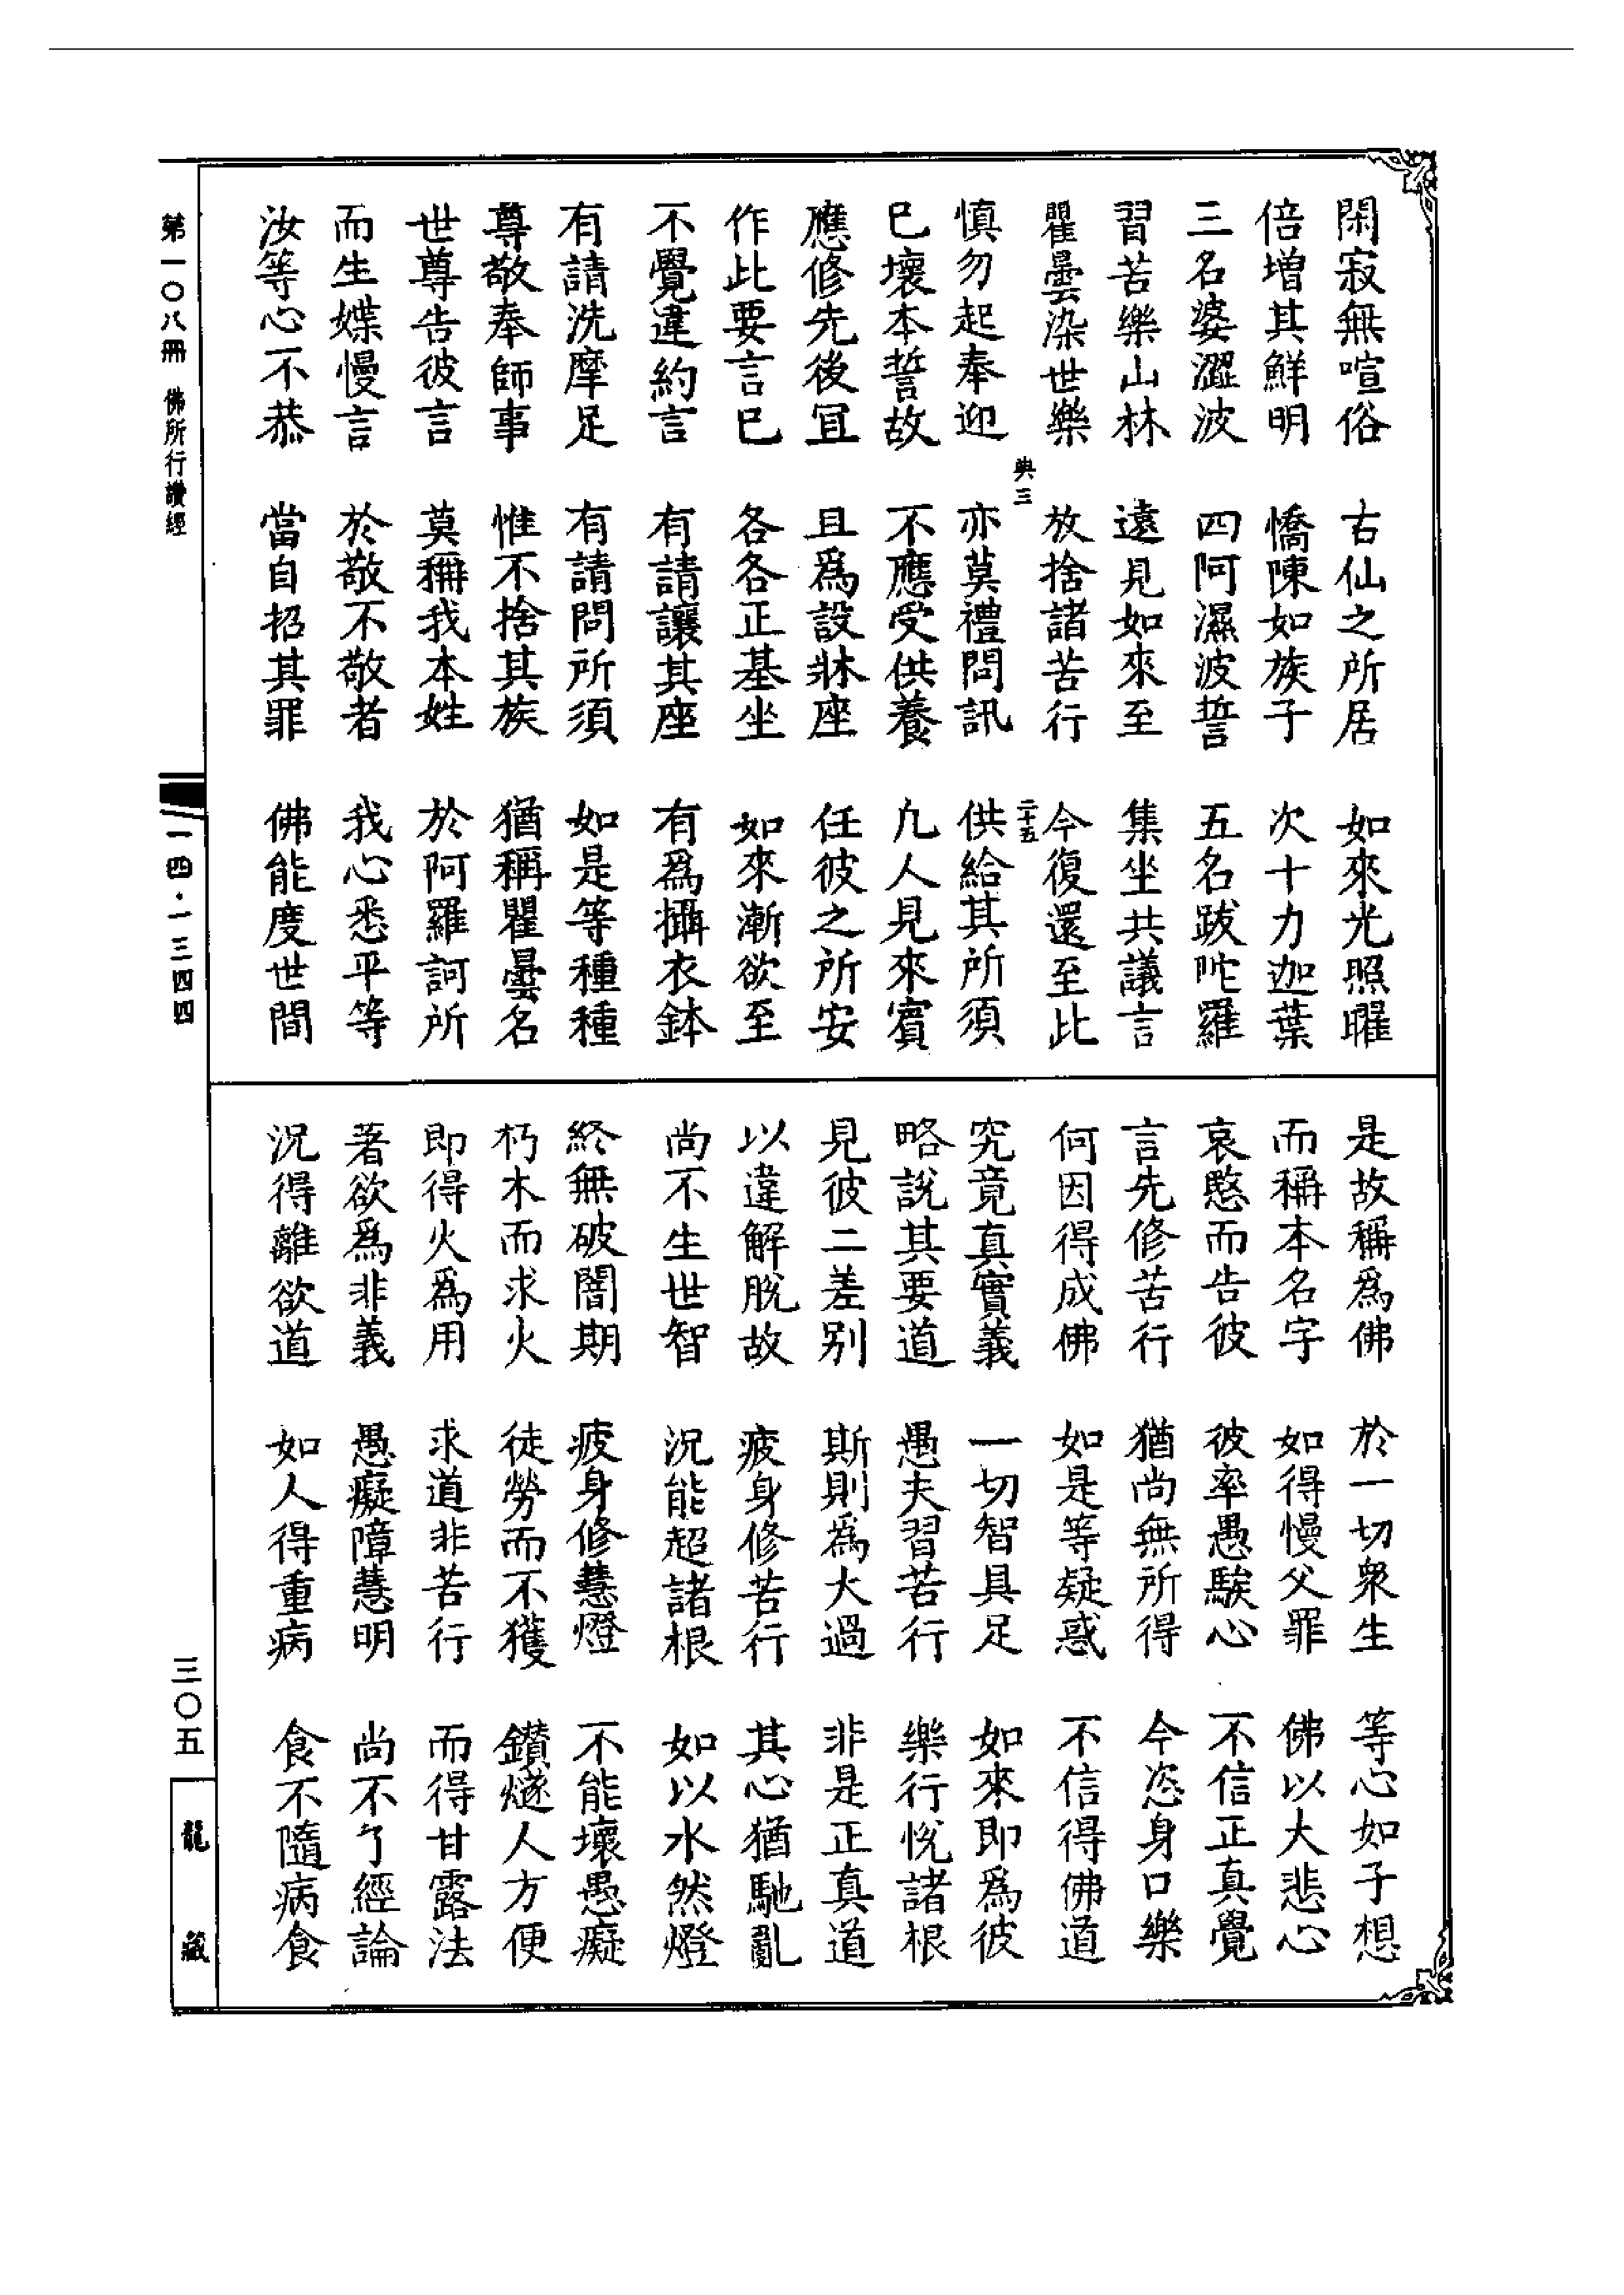 閑寂無喧俗　古仙之所居　如來光照曜
倍增其鮮明　憍陳如族子　次十力迦葉
三名婆澀波　四阿濕波誓　五名跋陀羅
習苦樂山林　遠見如來至　集坐共議言
瞿曇染世樂　放捨諸苦行　今復還至此
典三　二十五
慎勿起奉迎　亦莫禮問訊　供給其所須
已壞本誓故　不應受供養　凡人見來賓
應修先後宜　且爲設牀座　任彼之所安
作此要言已　各各正基坐　如來漸欲至
不覺違約言　有請讓其座　有爲攝衣鉢
有請洗摩足　有請問所須　如是等種種
尊敬奉師事　惟不捨其族　猶稱瞿曇名
世尊告彼言　莫稱我本姓　於阿羅訶所
而生媟慢言　於敬不敬者　我心悉平等
汝等心不恭　當自招其罪　佛能度世間
是故稱爲佛　於一切衆生　等心如子想
而稱本名字　如得慢父罪　佛以大悲心
哀愍而告彼　彼率愚騃心　不信正真覺
言先修苦行　猶尚無所得　今恣身口樂
何因得成佛　如是等疑惑　不信得佛道
究竟真實義　一切智具足　如來即爲彼
略說其要道　愚夫習苦行　樂行悅諸根
見彼二差別　斯則爲大過　非是正真道
以違解脫故　疲身修苦行　其心猶馳亂
尚不生世智　況能超諸根　如以水然燈
終無破闇期　疲身修慧燈　不能壞愚癡
朽木而求火　徒勞而不獲　鑽燧人方便
即得火爲用　求道非苦行　而得甘露法
著欲爲非義　愚癡障慧明　尚不了經論
況得離欲道　如人得重病　食不隨病食
第一〇八冊　佛所行讚經
一四·一三四四
三〇五
龍藏